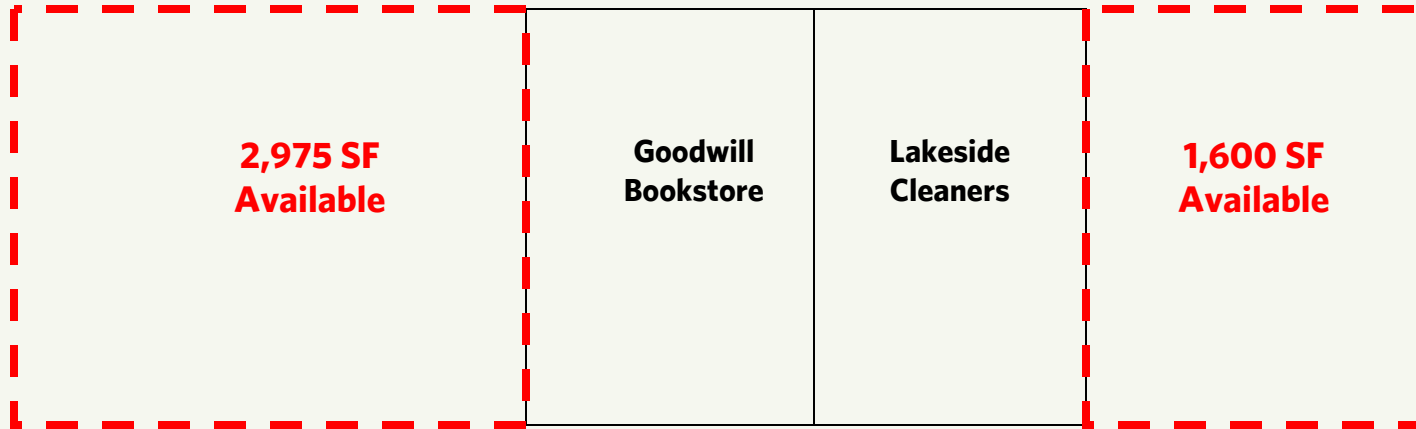 2,975 SF
Available
Goodwill
Bookstore
Lakeside
Cleaners
1,600 SF
Available